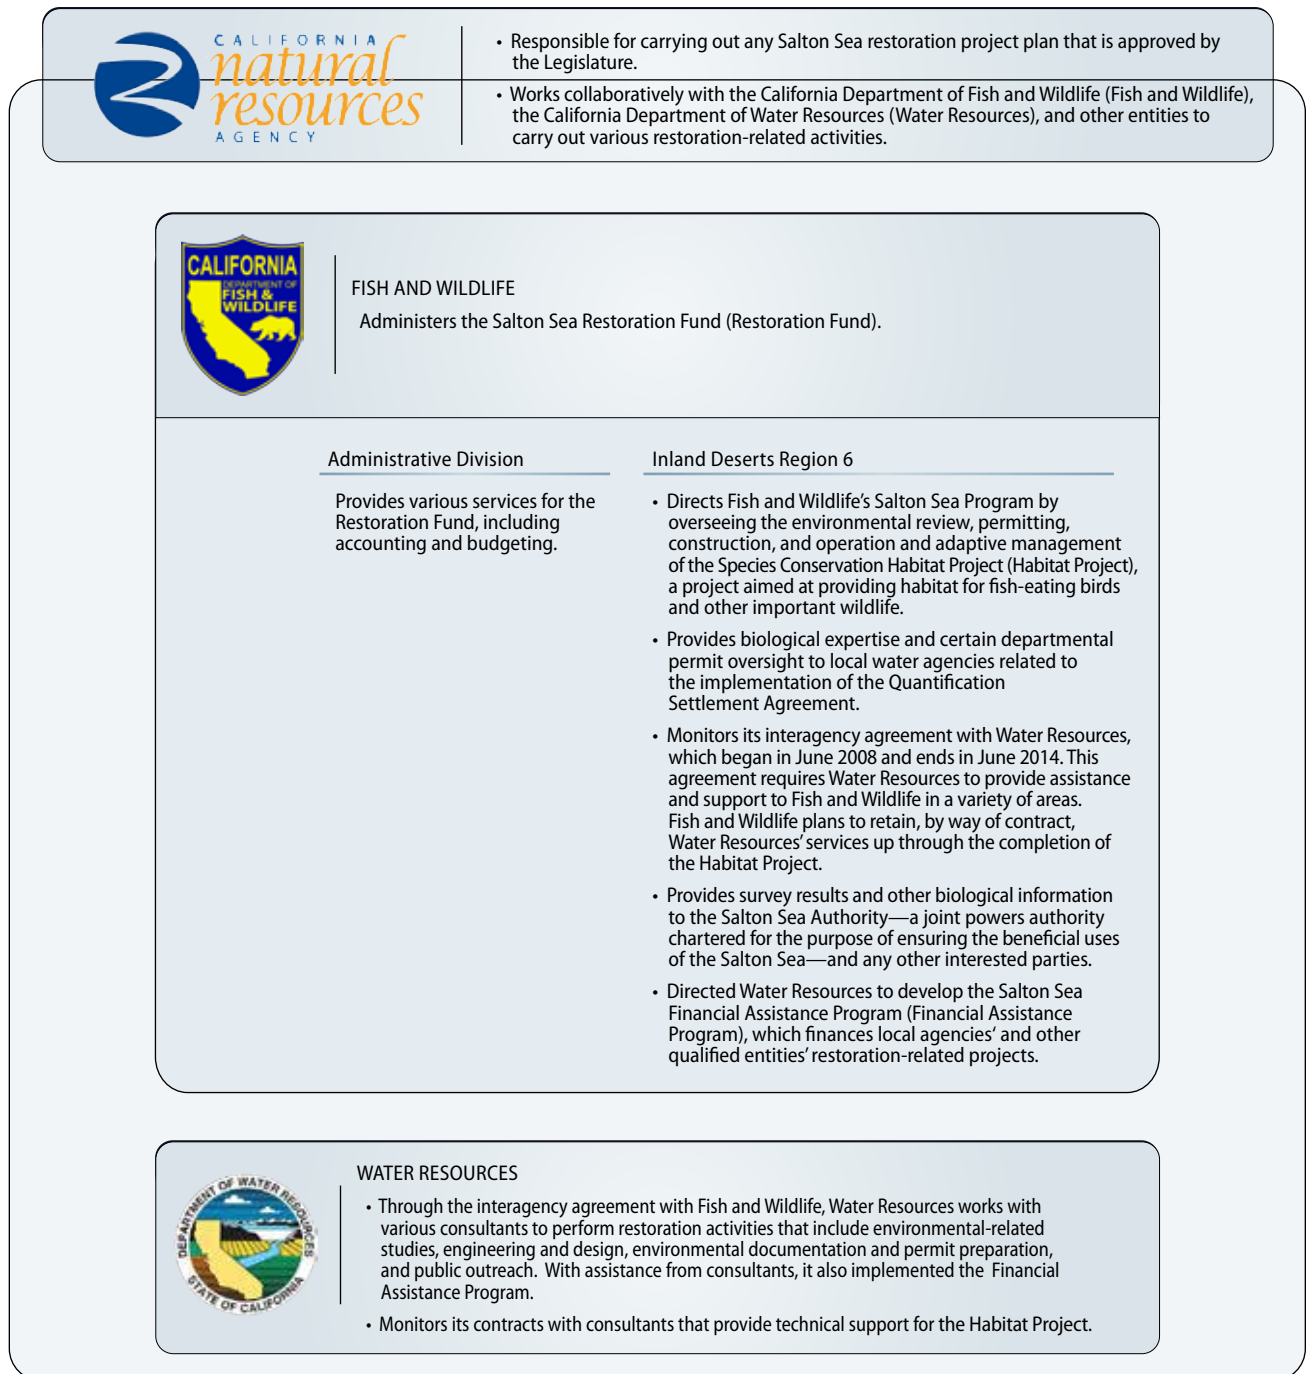 CALIFORNIA
natural
resources
AGENCY
• Responsible for carrying out any Salton Sea restoration project plan that is approved by
the Legislature.
• Works collaboratively with the California Department of Fish and Wildlife (Fish and Wildlife),
the California Department of Water Resources (Water Resources), and other entities to
carry out various restoration-related activities.
CALIFORNIA
DEPARTMENT OF
FISH &
WILDLIFE
FISH AND WILDLIFE
Administers the Salton Sea Restoration Fund (Restoration Fund).
Administrative Division
Provides various services for the
Restoration Fund, including
accounting and budgeting.
Inland Deserts Region 6
• Directs Fish and Wildlife’s Salton Sea Program by
overseeing the environmental review, permitting,
construction, and operation and adaptive management
of the Species Conservation Habitat Project (Habitat Project),
a project aimed at providing habitat for fish-eating birds
and other important wildlife.
• Provides biological expertise and certain departmental
permit oversight to local water agencies related to
the implementation of the Quantification
Settlement Agreement.
• Monitors its interagency agreement with Water Resources,
which began in June 2008 and ends in June 2014. This
agreement requires Water Resources to provide assistance
and support to Fish and Wildlife in a variety of areas.
Fish and Wildlife plans to retain, by way of contract,
Water Resources’ services up through the completion of
the Habitat Project.
• Provides survey results and other biological information
to the Salton Sea Authority—a joint powers authority
chartered for the purpose of ensuring the beneficial uses
of the Salton Sea—and any other interested parties.
• Directed Water Resources to develop the Salton Sea
Financial Assistance Program (Financial Assistance
Program), which finances local agencies‘ and other
qualified entities’ restoration-related projects.
DEPARTMENT OF WATER RESOURCES
STATE OF CALIFORNIA
WATER RESOURCES
• Through the interagency agreement with Fish and Wildlife, Water Resources works with
various consultants to perform restoration activities that include environmental-related
studies, engineering and design, environmental documentation and permit preparation,
and public outreach. With assistance from consultants, it also implemented the Financial
Assistance Program.
• Monitors its contracts with consultants that provide technical support for the Habitat Project.